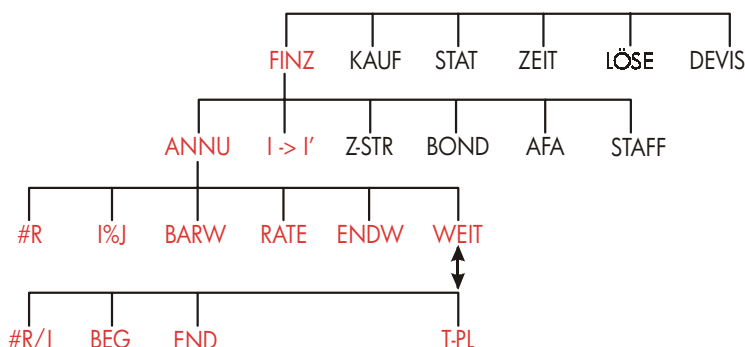 FINZ KAUF STAT ZEIT LÖSE DEVIS
ANNU I -> I' Z-STR BOND AFA STAFF
#R I%J BARW RATE ENDW WEIT
#R/J BEG END T-PL